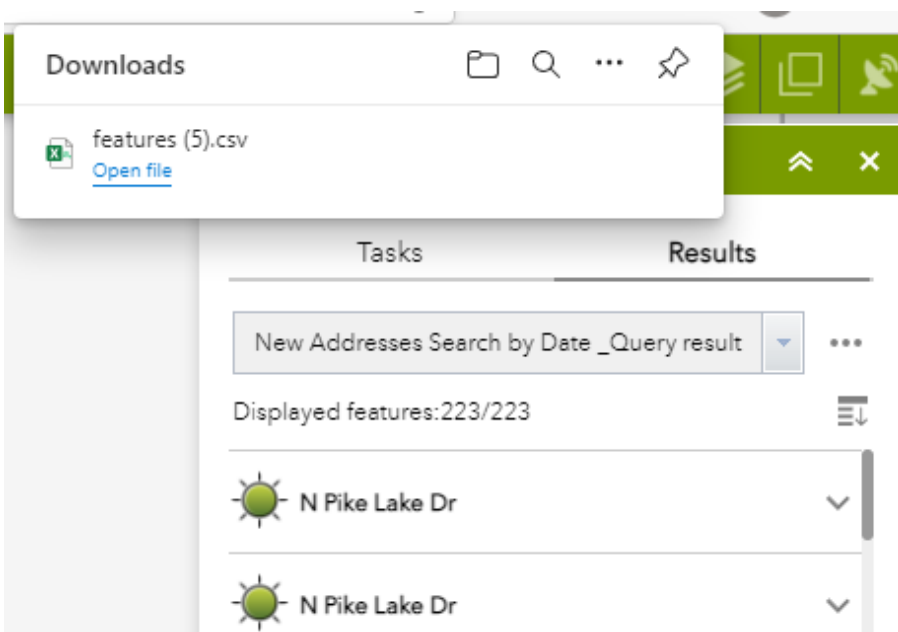 Downloads
features (5).csv
Open file
Tasks
Results
New Addresses Search by Date _Query result
Displayed features:223/223
N Pike Lake Dr
N Pike Lake Dr